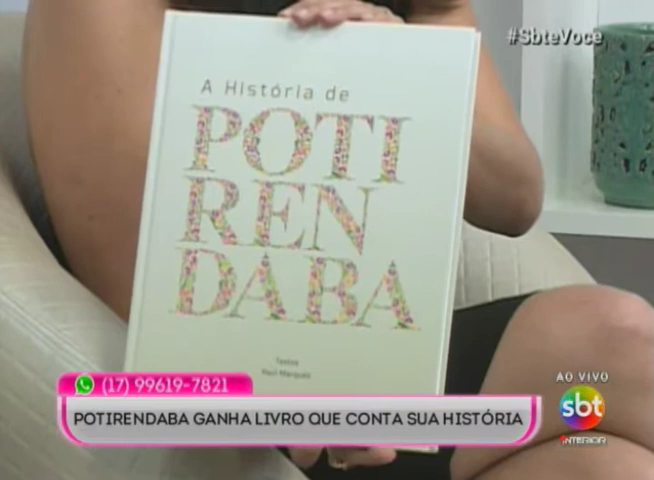 #SbteVoce
A História de
POTI
REN
DABA
Textos
Raul Marques
(17) 99619-7821
AO VIVO
POTIRENDABA GANHA LIVRO QUE CONTA SUA HISTÓRIA
sbt
INTERIOR